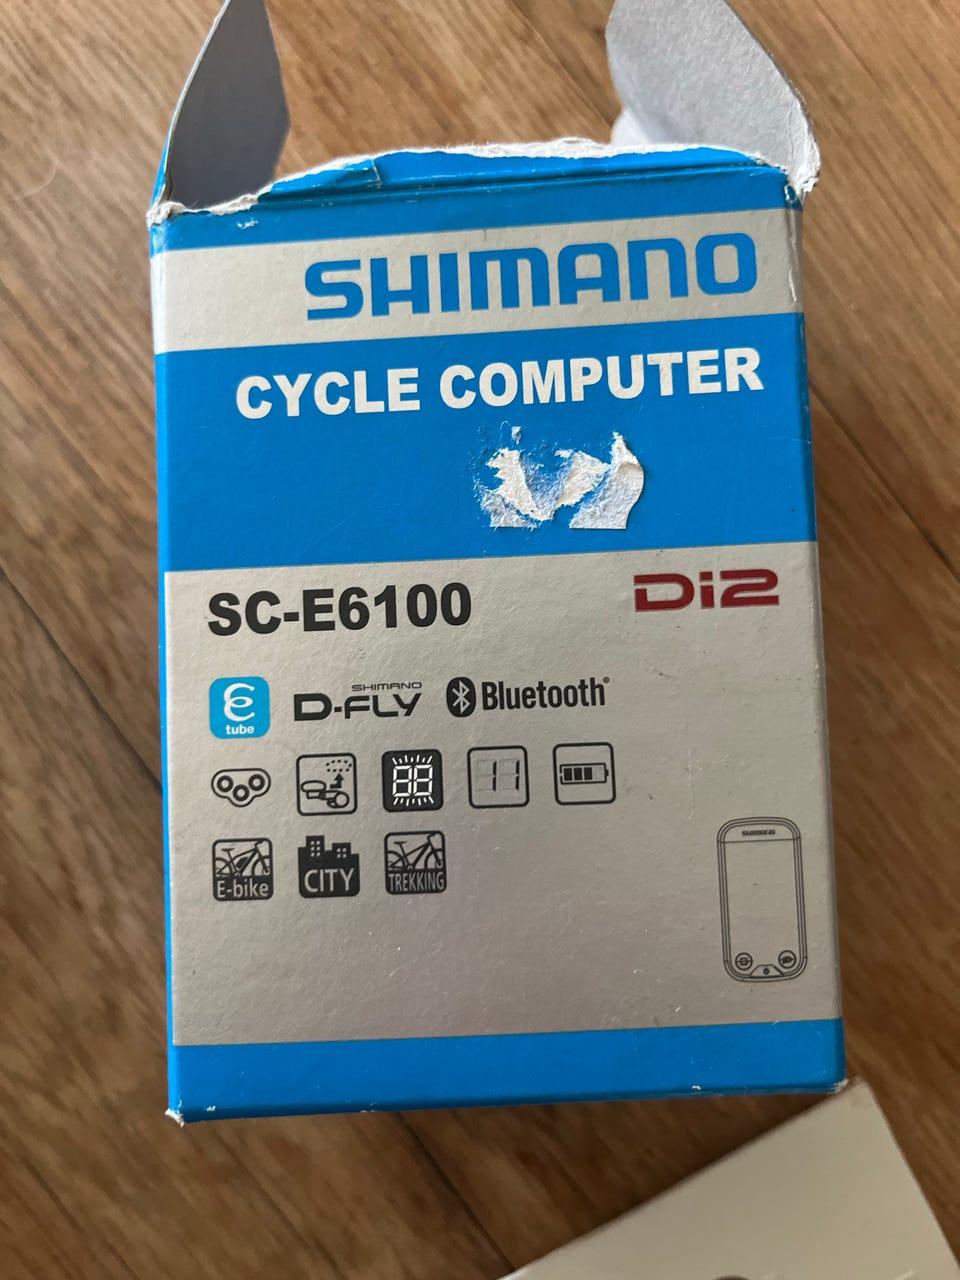 SHIMANO
CYCLE COMPUTER
SC-E6100
Di2
e tube
SHIMANO
D-FLY
Bluetooth®
88
11
E-bike
CITY
TREKKING
SHIMANO